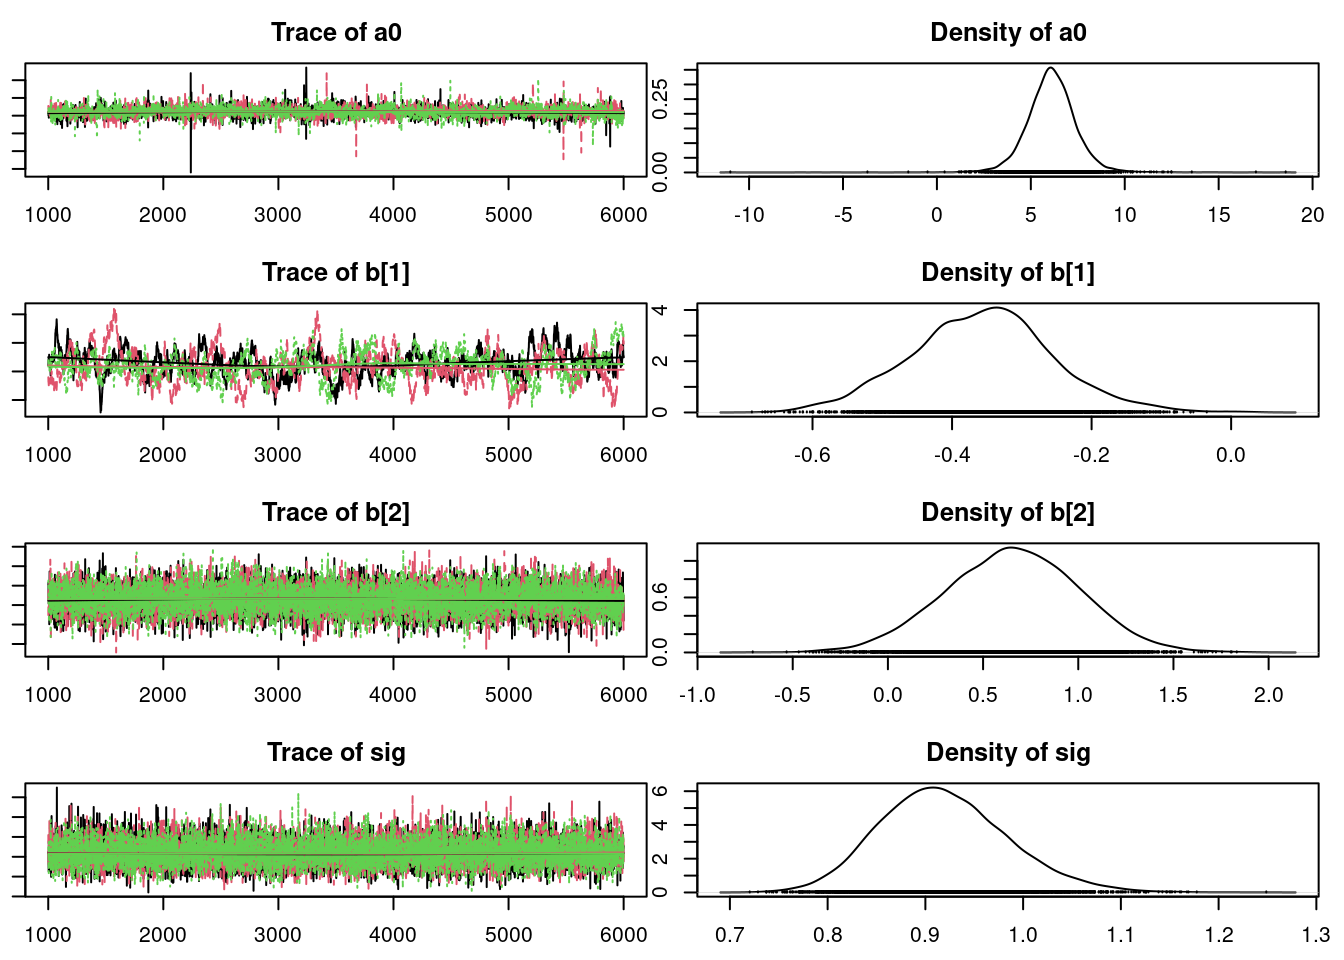 Trace of a0
1000 2000 3000 4000 5000 6000
Density of a0
0.00 0.25
-10 -5 0 5 10 15 20
Trace of b[1]
1000 2000 3000 4000 5000 6000
Density of b[1]
0 2 4
-0.6 -0.4 -0.2 0.0
Trace of b[2]
1000 2000 3000 4000 5000 6000
Density of b[2]
0.0 0.6
-1.0 -0.5 0.0 0.5 1.0 1.5 2.0
Trace of sig
1000 2000 3000 4000 5000 6000
Density of sig
0 2 4 6
0.7 0.8 0.9 1.0 1.1 1.2 1.3